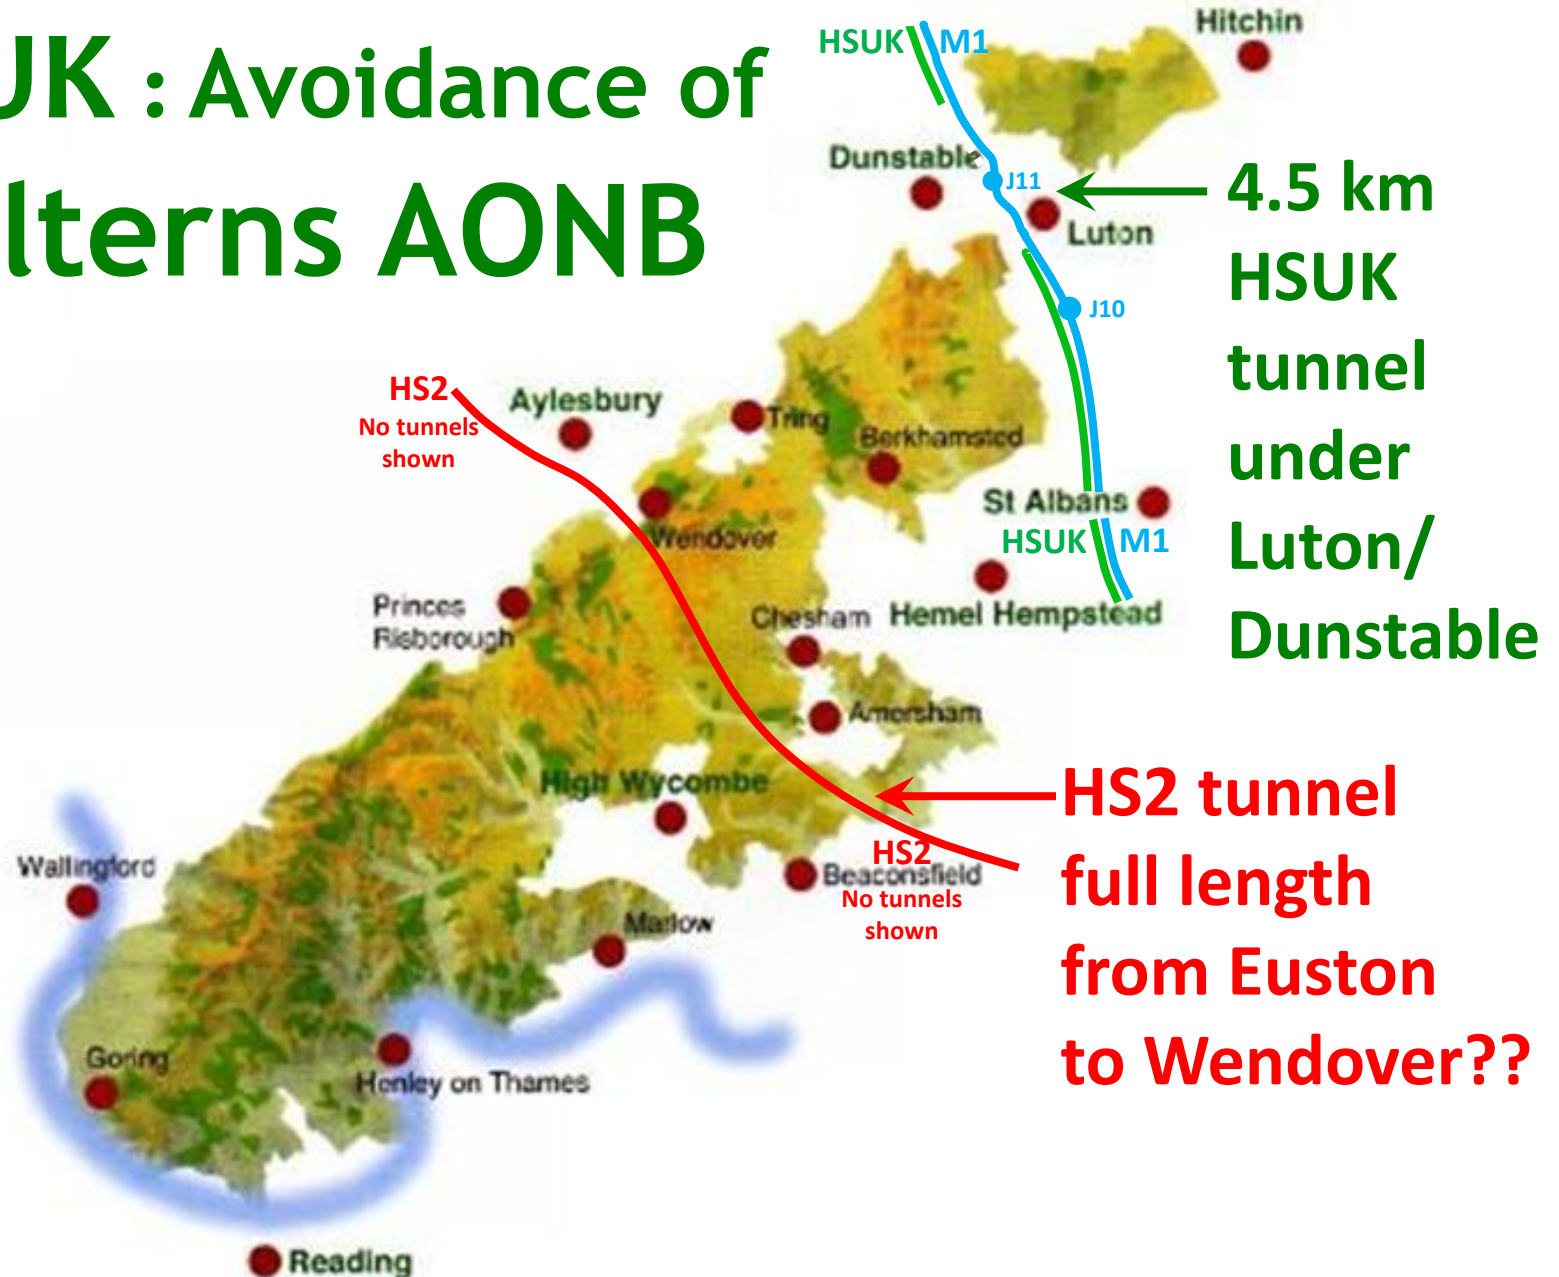 UK : Avoidance of
lterns AONB
HSUK
M1
Hitchin
Dunstable
J11
Luton
J10
4.5 km
HSUK
tunnel
under
Luton/
Dunstable
HS2
No tunnels
shown
Aylesbury
Tring
Berkhamsted
St Albans
HSUK
M1
Wendover
Hemel Hempstead
Princes
Risborough
Chesham
Amersham
High Wycombe
HS2 tunnel
full length
from Euston
to Wendover??
HS2
Beaconsfield
No tunnels
shown
Wallingford
Marlow
Goring
Henley on Thames
Reading